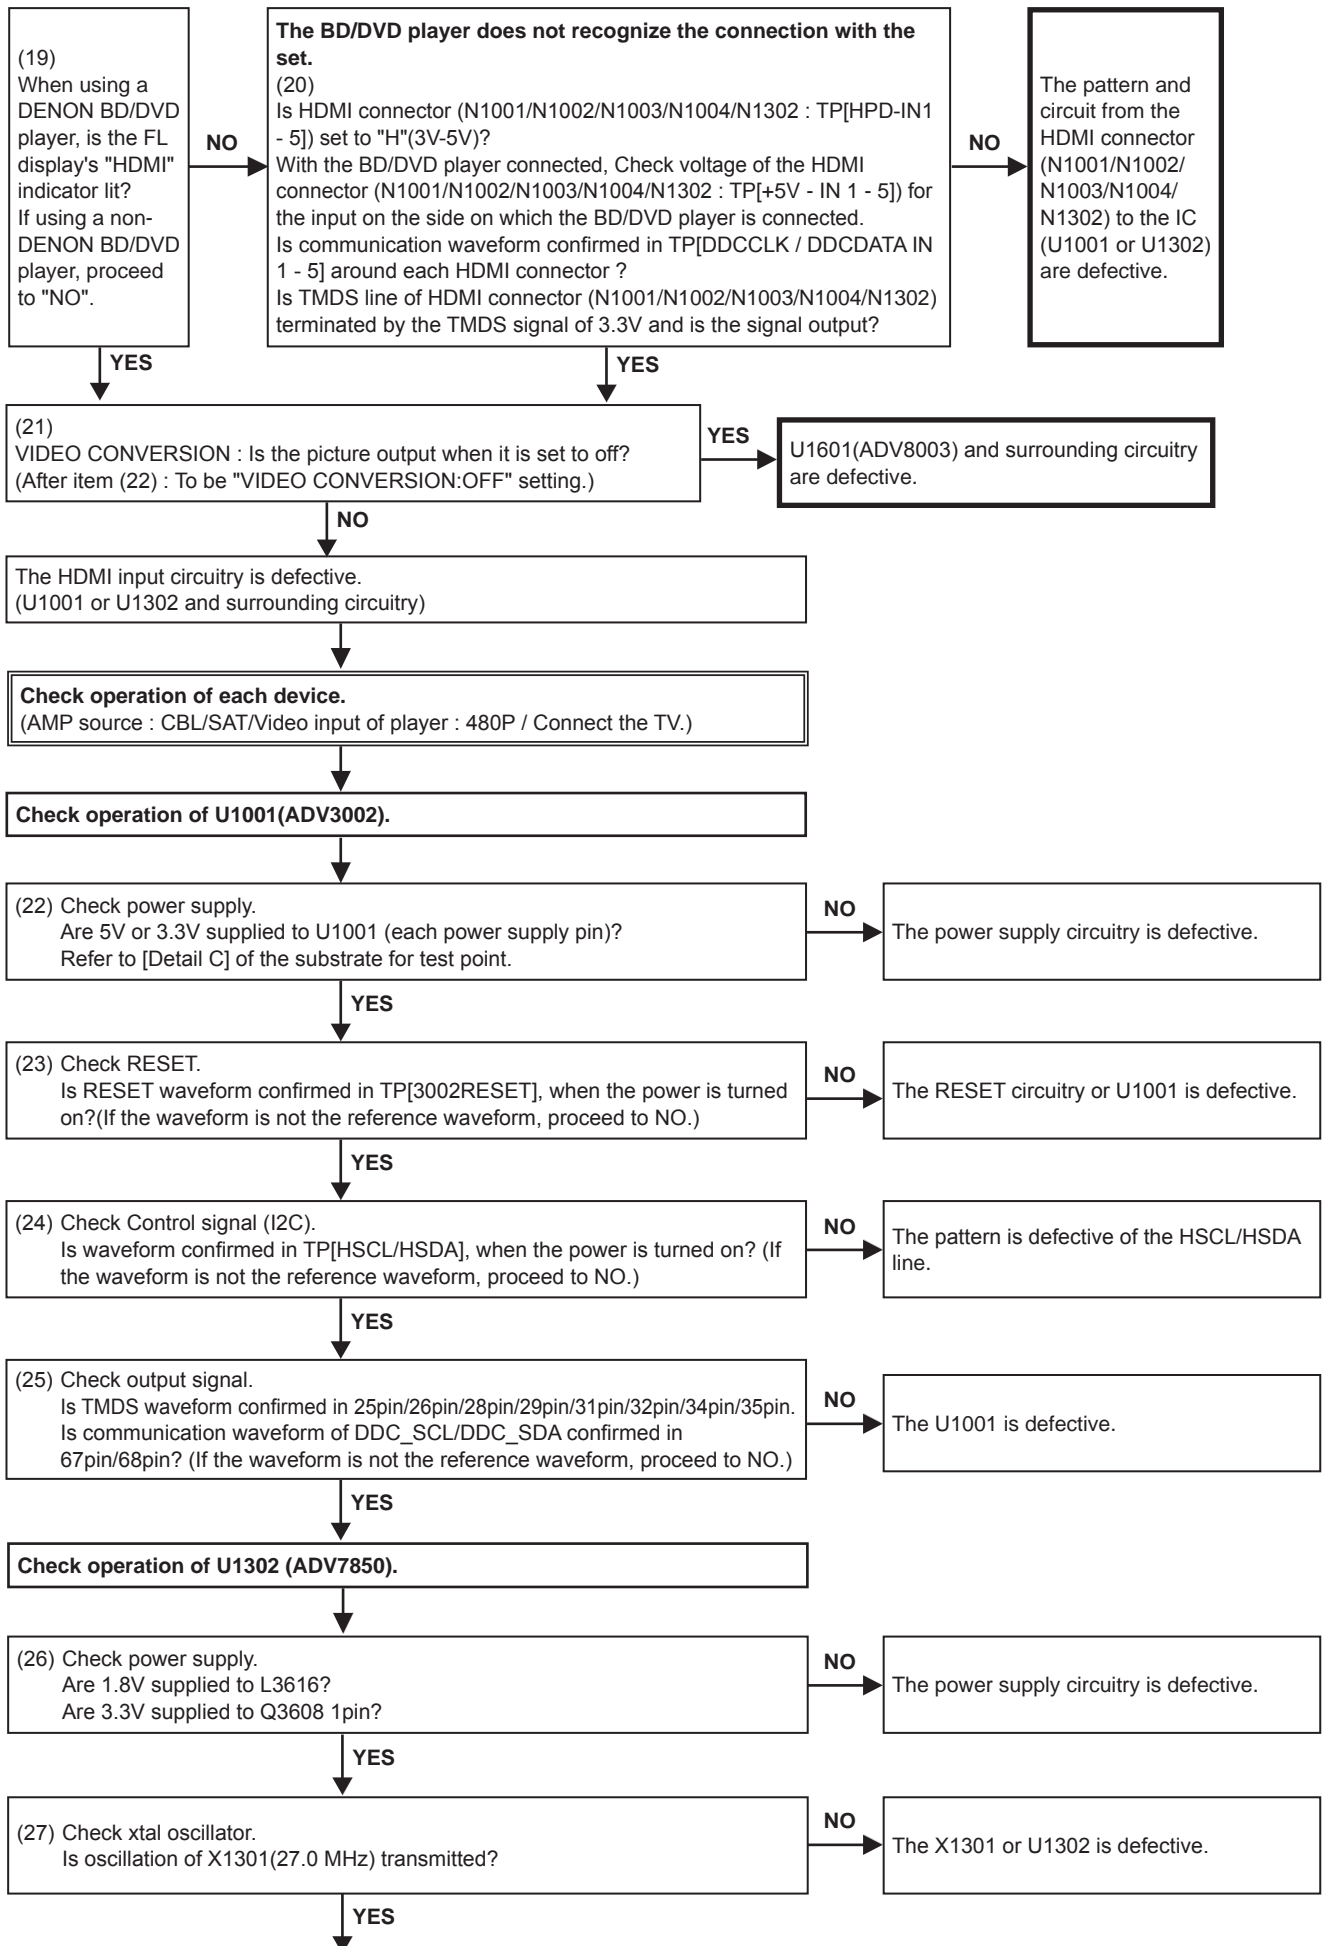 (19)
When using a
DENON BD/DVD
player, is the FL
display's "HDMI"
indicator lit?
If using a non-
DENON BD/DVD
player, proceed
to "NO".
NO
The BD/DVD player does not recognize the connection with the
set.
(20)
Is HDMI connector (N1001/N1002/N1003/N1004/N1302 : TP[HPD-IN1
- 5]) set to "H"(3V-5V)?
With the BD/DVD player connected, Check voltage of the HDMI
connector (N1001/N1002/N1003/N1004/N1302 : TP[+5V - IN 1 - 5]) for
the input on the side on which the BD/DVD player is connected.
Is communication waveform confirmed in TP[DDCCLK / DDCDATA IN
1 - 5] around each HDMI connector ?
Is TMDS line of HDMI connector (N1001/N1002/N1003/N1004/N1302)
terminated by the TMDS signal of 3.3V and is the signal output?
NO
The pattern and
circuit from the
HDMI connector
(N1001/N1002/
N1003/N1004/
N1302) to the IC
(U1001 or U1302)
are defective.
YES
YES
(21)
VIDEO CONVERSION : Is the picture output when it is set to off?
(After item (22) : To be "VIDEO CONVERSION:OFF" setting.)
YES
U1601(ADV8003) and surrounding circuitry
are defective.
NO
The HDMI input circuitry is defective.
(U1001 or U1302 and surrounding circuitry)
Check operation of each device.
(AMP source : CBL/SAT/Video input of player : 480P / Connect the TV.)
Check operation of U1001(ADV3002).
(22) Check power supply.
Are 5V or 3.3V supplied to U1001 (each power supply pin)?
Refer to [Detail C] of the substrate for test point.
NO
The power supply circuitry is defective.
YES
(23) Check RESET.
Is RESET waveform confirmed in TP[3002RESET], when the power is turned
on?(If the waveform is not the reference waveform, proceed to NO.)
NO
The RESET circuitry or U1001 is defective.
YES
(24) Check Control signal (I2C).
Is waveform confirmed in TP[HSCL/HSDA], when the power is turned on? (If
the waveform is not the reference waveform, proceed to NO.)
NO
The pattern is defective of the HSCL/HSDA
line.
YES
(25) Check output signal.
Is TMDS waveform confirmed in 25pin/26pin/28pin/29pin/31pin/32pin/34pin/35pin.
Is communication waveform of DDC_SCL/DDC_SDA confirmed in
67pin/68pin? (If the waveform is not the reference waveform, proceed to NO.)
NO
The U1001 is defective.
YES
Check operation of U1302 (ADV7850).
(26) Check power supply.
Are 1.8V supplied to L3616?
Are 3.3V supplied to Q3608 1pin?
NO
The power supply circuitry is defective.
YES
(27) Check xtal oscillator.
Is oscillation of X1301(27.0 MHz) transmitted?
NO
The X1301 or U1302 is defective.
YES